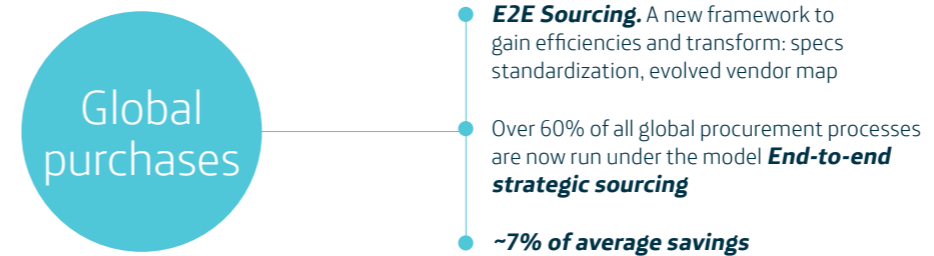 Global
purchases
E2E Sourcing. A new framework to
gain efficiencies and transform: specs
standardization, evolved vendor map
Over 60% of all global procurement processes
are now run under the model End-to-end
strategic sourcing
~7% of average savings